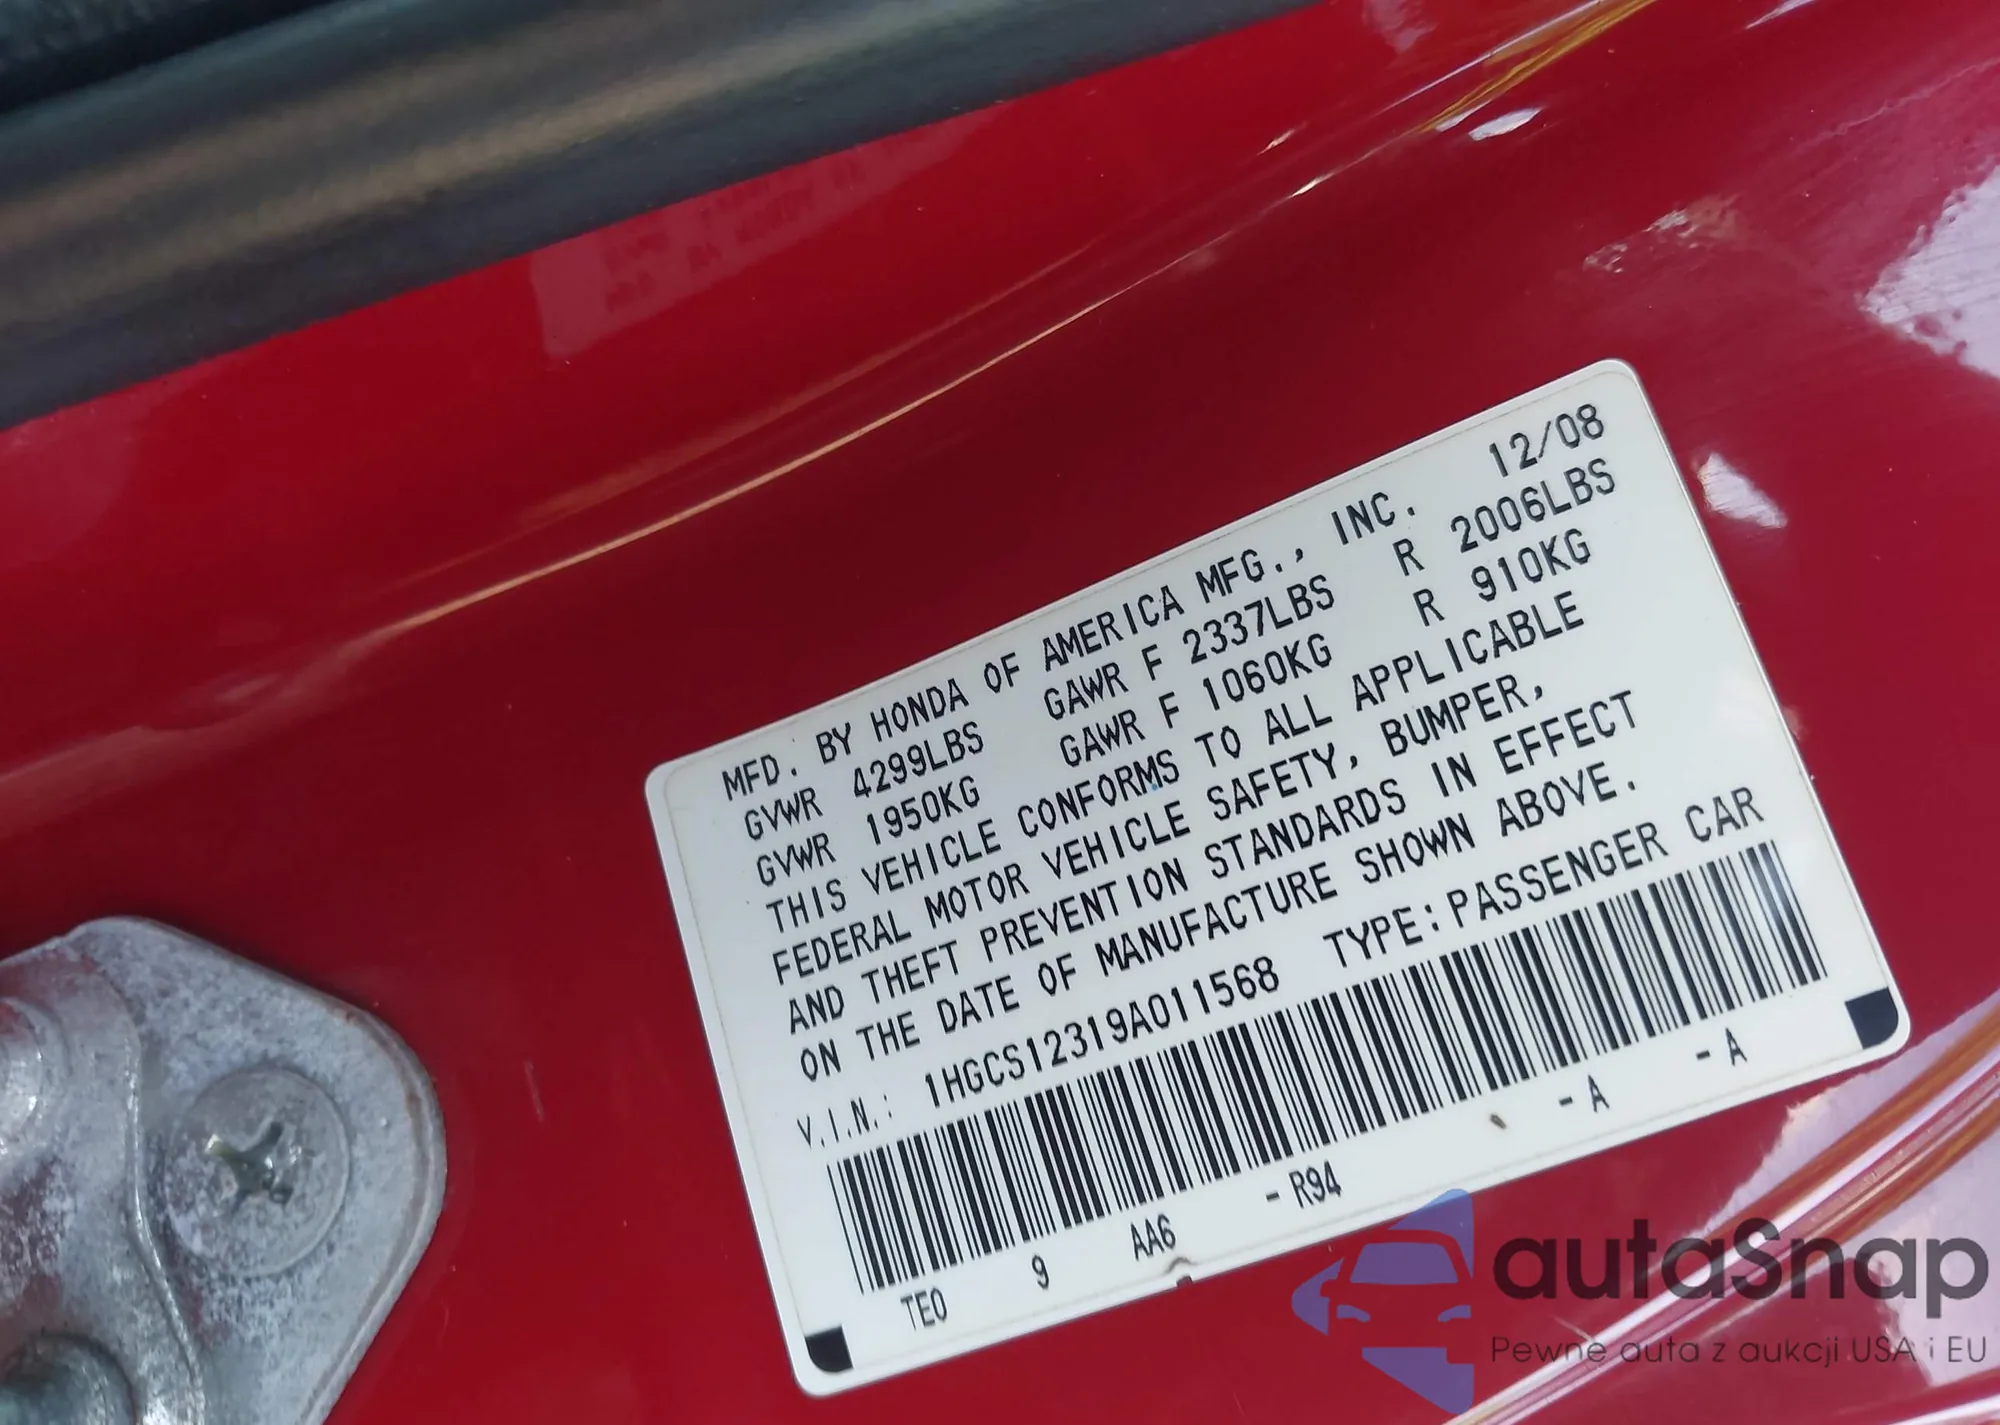 MFD. BY HONDA OF AMERICA MFG., INC. 12/08
GVWR 4299LBS GAWR F 2337LBS R 2006LBS
GVWR 1950KG GAWR F 1060KG R 910KG
THIS VEHICLE CONFORMS TO ALL APPLICABLE
FEDERAL MOTOR VEHICLE SAFETY, BUMPER,
AND THEFT PREVENTION STANDARDS IN EFFECT
ON THE DATE OF MANUFACTURE SHOWN ABOVE.
V.I.N.: 1HGCS12319A011568 TYPE: PASSENGER CAR
TE0 9 AA6 - R94 - A - A
autaSnap
Pewne auta z aukcji USA i EU